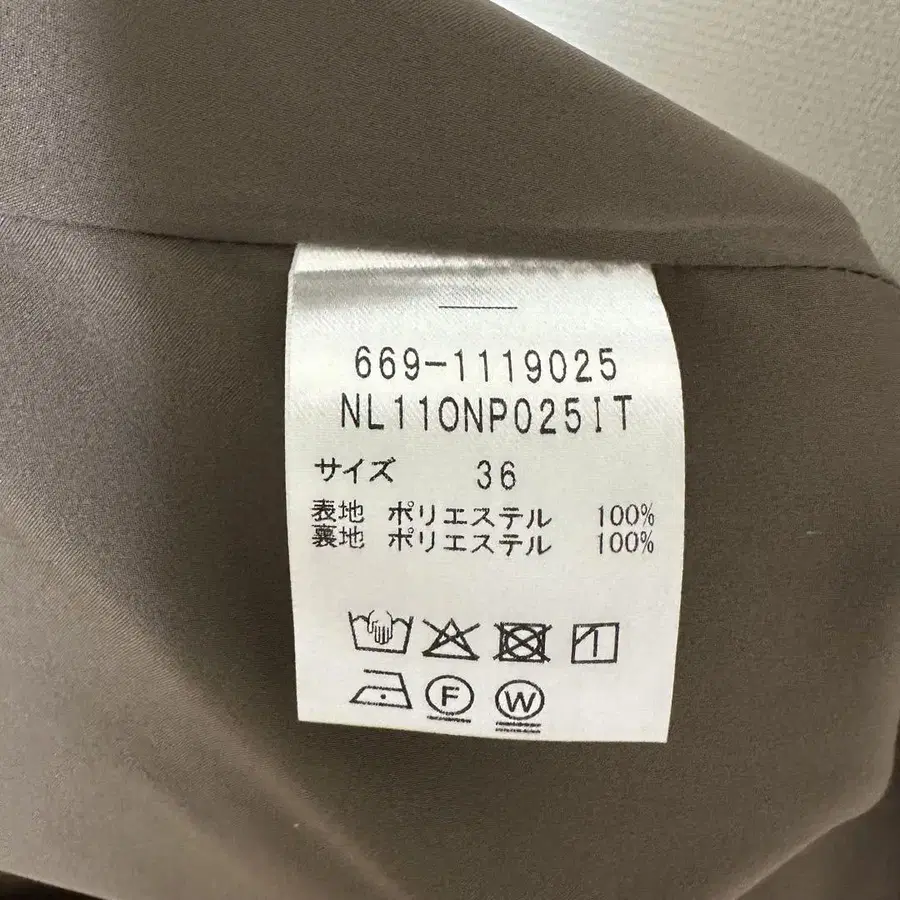 669-1119025
NL110NP025IT
サイズ 36
表地 ポリエステル 100%
裏地 ポリエステル 100%
F W